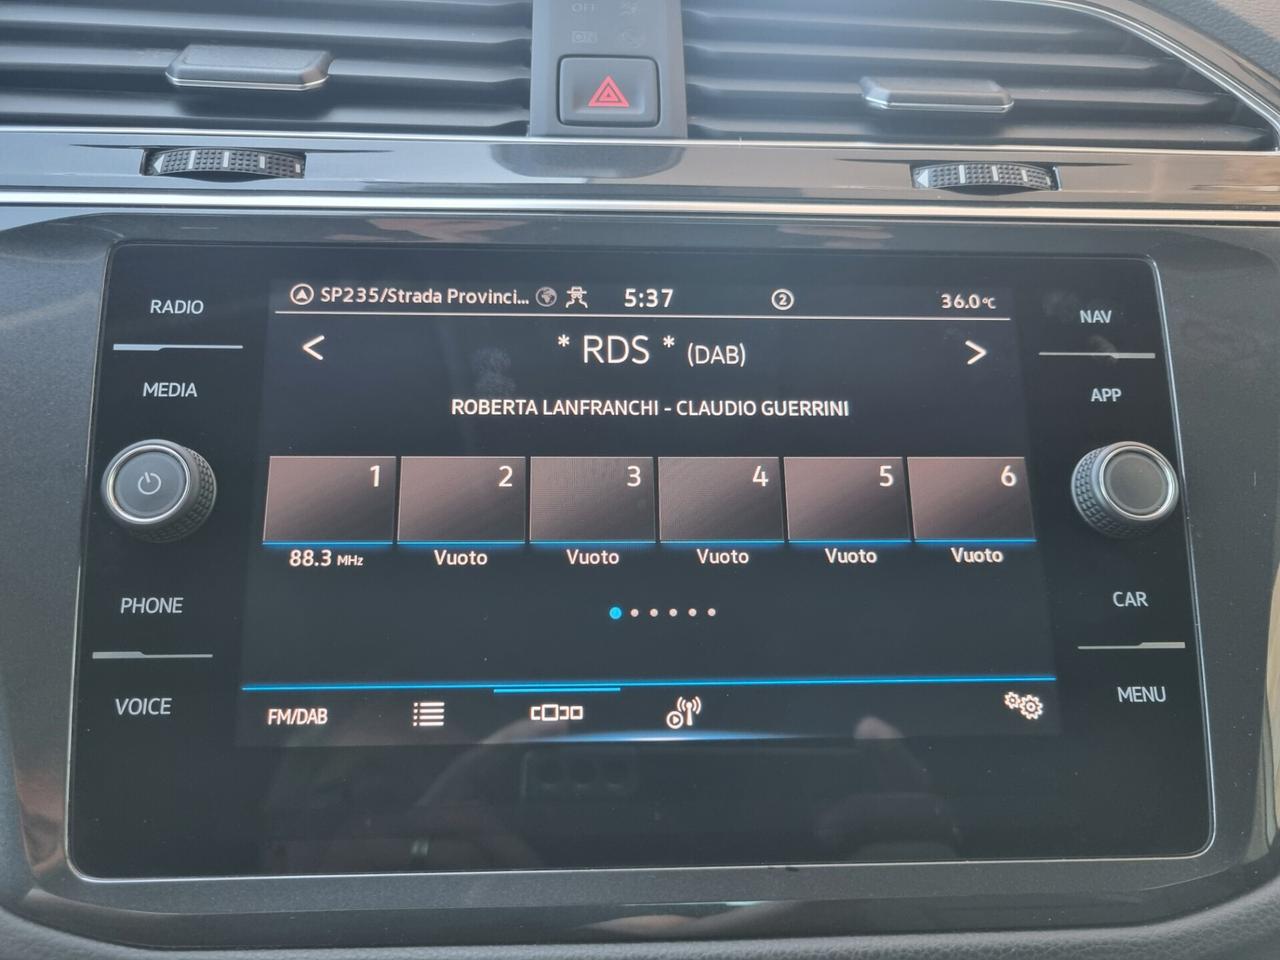 OFF
ON
RADIO
MEDIA
PHONE
VOICE
SP235/Strada Provinci... 5:37 2 36.0 °C
< * RDS * (DAB) >
ROBERTA LANFRANCHI - CLAUDIO GUERRINI
1 2 3 4 5 6
88.3 MHz Vuoto Vuoto Vuoto Vuoto Vuoto
FM/DAB
NAV
APP
CAR
MENU